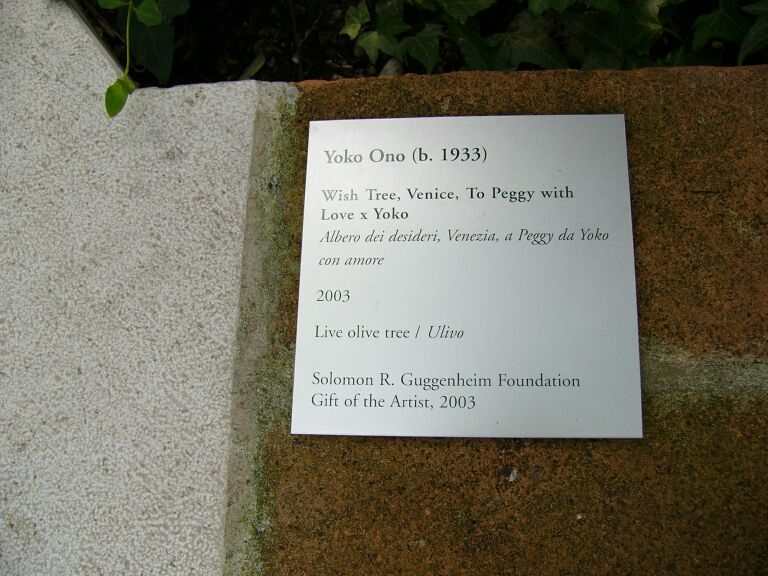 Yoko Ono (b. 1933)
Wish Tree, Venice, To Peggy with
Love x Yoko
Albero dei desideri, Venezia, a Peggy da Yoko
con amore
2003
Live olive tree / Ulivo
Solomon R. Guggenheim Foundation
Gift of the Artist, 2003